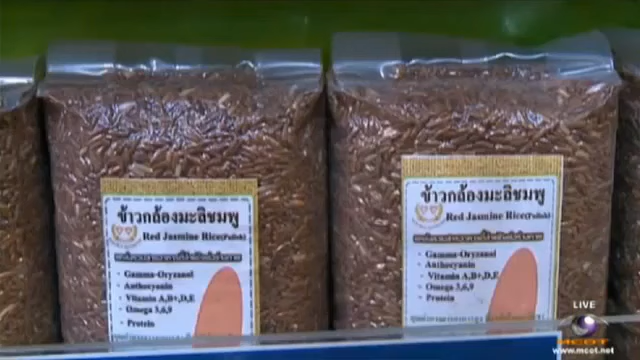 ข้าวกล้องมะลิชมพู
Red Jasmine Rice(Pinkish)
• Gamma-Oryzanol
• Anthocyanin
• Vitamin A,B+,D,E
• Omega 3,6,9
• Protein
ข้าวกล้องมะลิชมพู
Red Jasmine Rice
• Gamma-Oryzanol
• Anthocyanin
• Vitamin A,B+,D,E
• Omega 3,6,9
• Protein
LIVE
MCOT
www.mcot.net